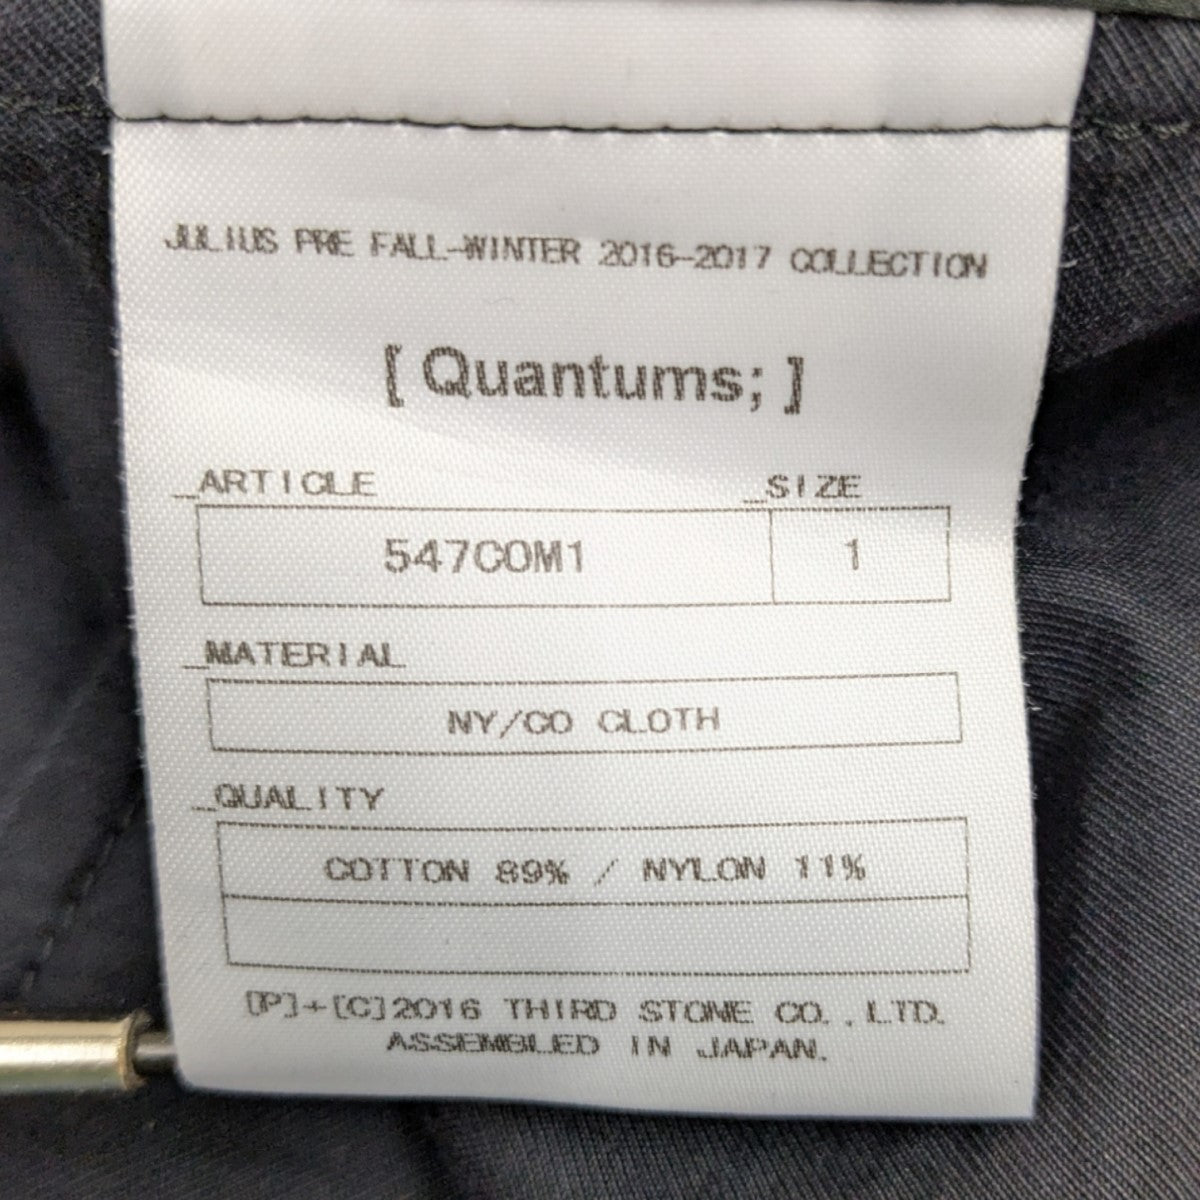 JULIUS PRE FALL-WINTER 2016-2017 COLLECTION
[ Quantums; ]
_ARTICLE _SIZE
547COM1 1
_MATERIAL
NY/CO CLOTH
_QUALITY
COTTON 89% / NYLON 11%
[P]+[C]2016 THIRD STONE CO.,LTD.
ASSEMBLED IN JAPAN.